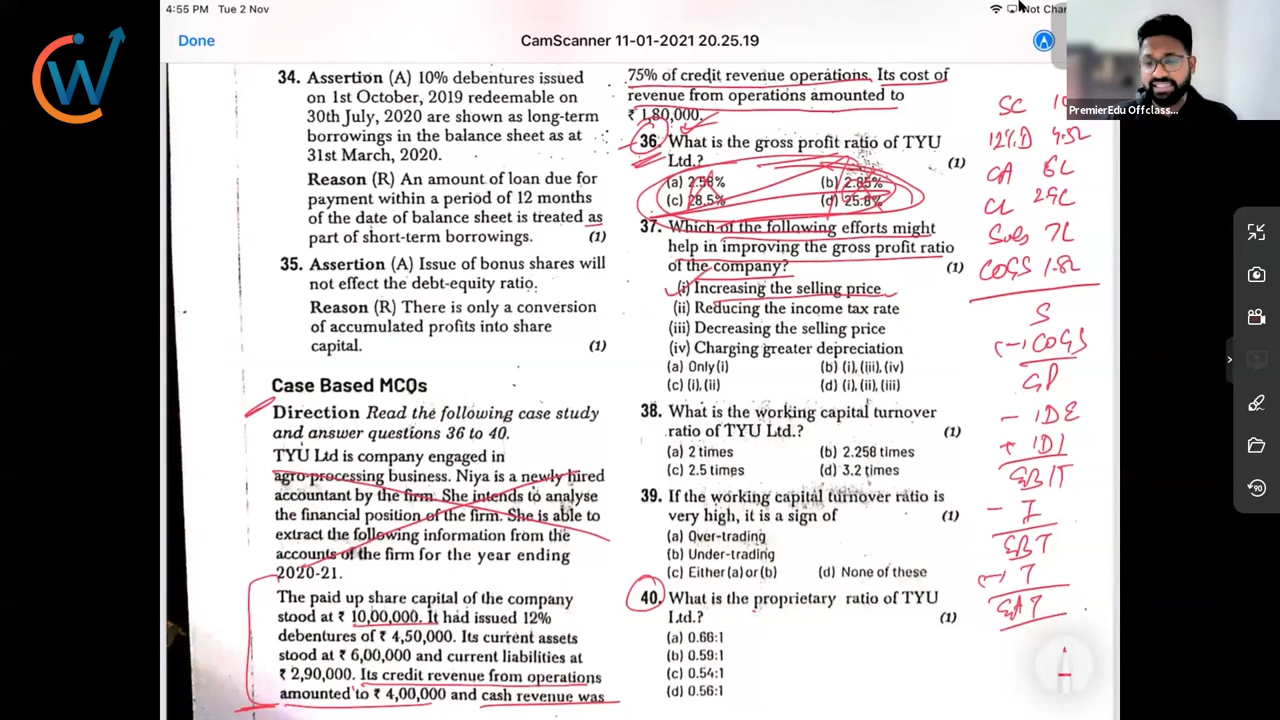 4:55 PM Tue 2 Nov
Not Char
Done
CamScanner 11-01-2021 20.25.19
W
PremierEdu Offclass...
34. Assertion (A) 10% debentures issued
on 1st October, 2019 redeemable on
30th July, 2020 are shown as long-term
borrowings in the balance sheet as at
31st March, 2020.
Reason (R) An amount of loan due for
payment within a period of 12 months
of the date of balance sheet is treated as
part of short-term borrowings. (1)
35. Assertion (A) Issue of bonus shares will
not effect the debt-equity ratio.
Reason (R) There is only a conversion
of accumulated profits into share
capital. (1)
Case Based MCQs
Direction Read the following case study
and answer questions 36 to 40.
TYU Ltd is company engaged in
agro-processing business. Niya is a newly hired
accountant by the firm. She intends to analyse
the financial position of the firm. She is able to
extract the following information from the
accounts of the firm for the year ending
2020-21.
The paid up share capital of the company
stood at ₹ 10,00,000. It had issued 12%
debentures of ₹ 4,50,000. Its current assets
stood at ₹ 6,00,000 and current liabilities at
₹ 2,90,000. Its credit revenue from operations
amounted to ₹ 4,00,000 and cash revenue was
75% of credit revenue operations. Its cost of
revenue from operations amounted to
₹ 1,80,000.
36. What is the gross profit ratio of TYU
Ltd.? (1)
(a) 2.58% (b) 2.85%
(c) 28.5% (d) 25.8%
37. Which of the following efforts might
help in improving the gross profit ratio
of the company? (1)
(i) Increasing the selling price
(ii) Reducing the income tax rate
(iii) Decreasing the selling price
(iv) Charging greater depreciation
(a) Only (i) (b) (i), (iii), (iv)
(c) (i), (ii) (d) (i), (ii), (iii)
38. What is the working capital turnover
ratio of TYU Ltd.? (1)
(a) 2 times (b) 2.258 times
(c) 2.5 times (d) 3.2 times
39. If the working capital turnover ratio is
very high, it is a sign of (1)
(a) Over-trading
(b) Under-trading
(c) Either (a) or (b) (d) None of these
40. What is the proprietary ratio of TYU
Ltd.? (1)
(a) 0.66:1
(b) 0.59:1
(c) 0.54:1
(d) 0.56:1
SC 10
12% D 4.5L
CA 6L
CL 2.9L
Sales 7L
COGS 1.8L
S
(-) COGS
GP
- IDE
+ IDI
EBIT
- I
EBT
(-) T
EAT
90